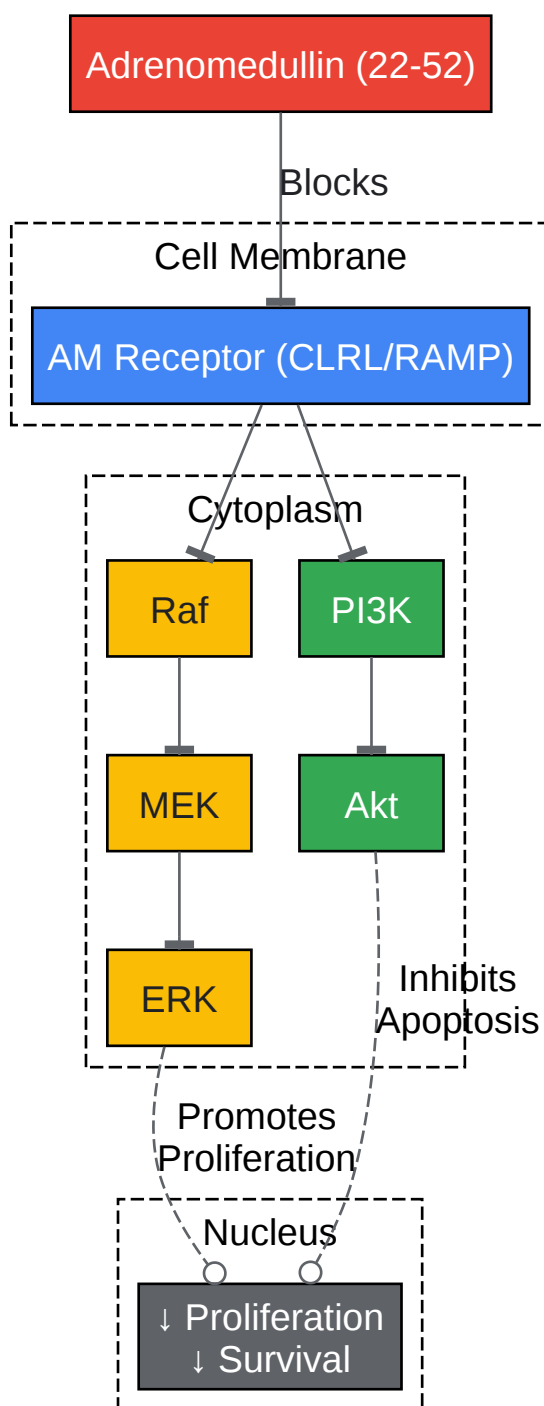 Adrenomedullin (22-52)
Blocks
Cell Membrane
AM Receptor (CLRL/RAMP)
Cytoplasm
Raf
PI3K
MEK
Akt
ERK
Inhibits
Apoptosis
Promotes
Proliferation
Nucleus
↓ Proliferation
↓ Survival